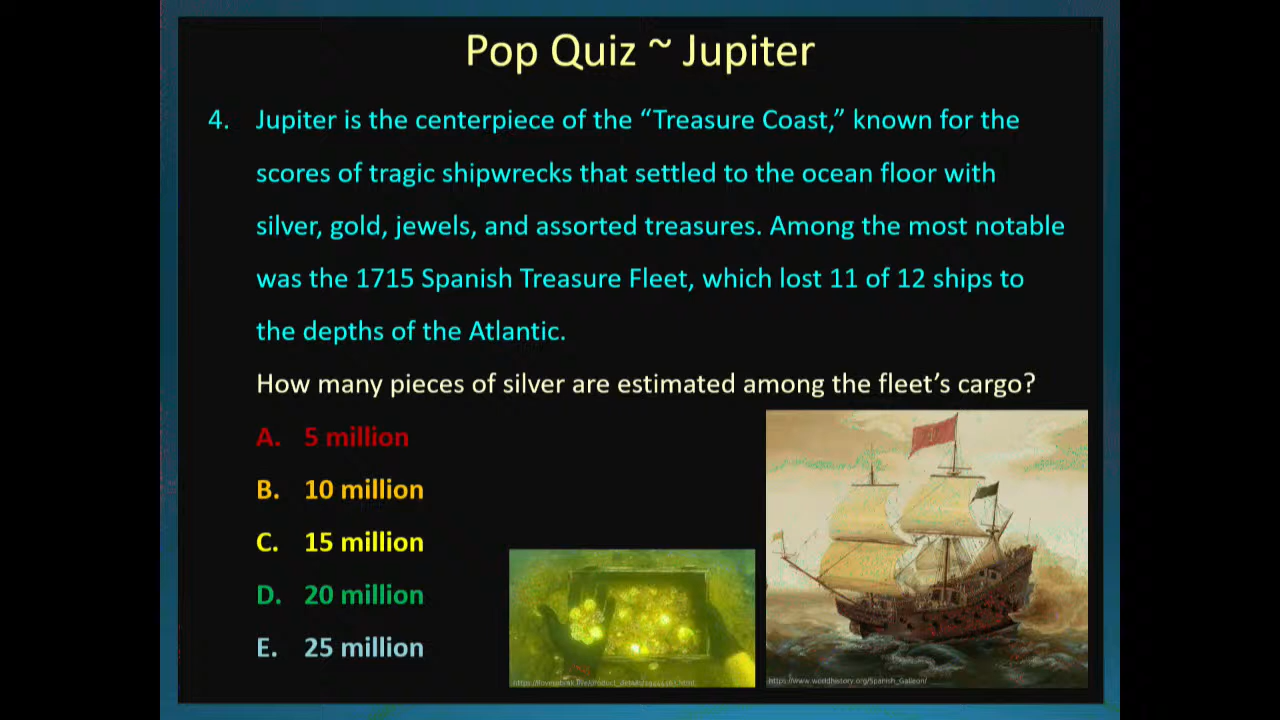 Pop Quiz ~ Jupiter
4. Jupiter is the centerpiece of the “Treasure Coast,” known for the
scores of tragic shipwrecks that settled to the ocean floor with
silver, gold, jewels, and assorted treasures. Among the most notable
was the 1715 Spanish Treasure Fleet, which lost 11 of 12 ships to
the depths of the Atlantic.
How many pieces of silver are estimated among the fleet’s cargo?
A. 5 million
B. 10 million
C. 15 million
D. 20 million
E. 25 million
https://www.worldhistory.org/Spanish_Galleon/